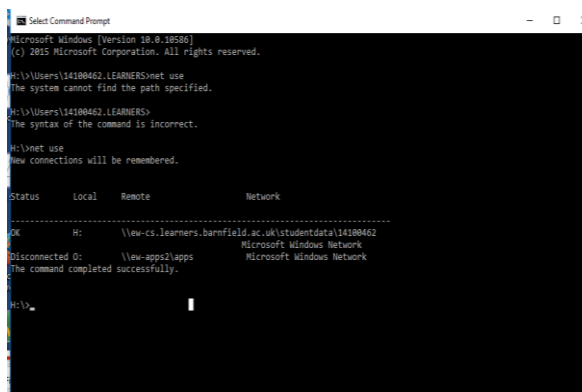 Select Command Prompt
Microsoft Windows [Version 10.0.10586]
(c) 2015 Microsoft Corporation. All rights reserved.
H:\>\Users\14100462.LEARNERS>net use
The system cannot find the path specified.
H:\>\Users\14100462.LEARNERS>
The syntax of the command is incorrect.
H:\>net use
New connections will be remembered.
Status Local Remote Network
-------------------------------------------------------------------------------
OK H: \\ew-cs.learners.barnfield.ac.uk\studentdata\14100462
Microsoft Windows Network
Disconnected O: \\ew-apps2\apps Microsoft Windows Network
The command completed successfully.
H:\>